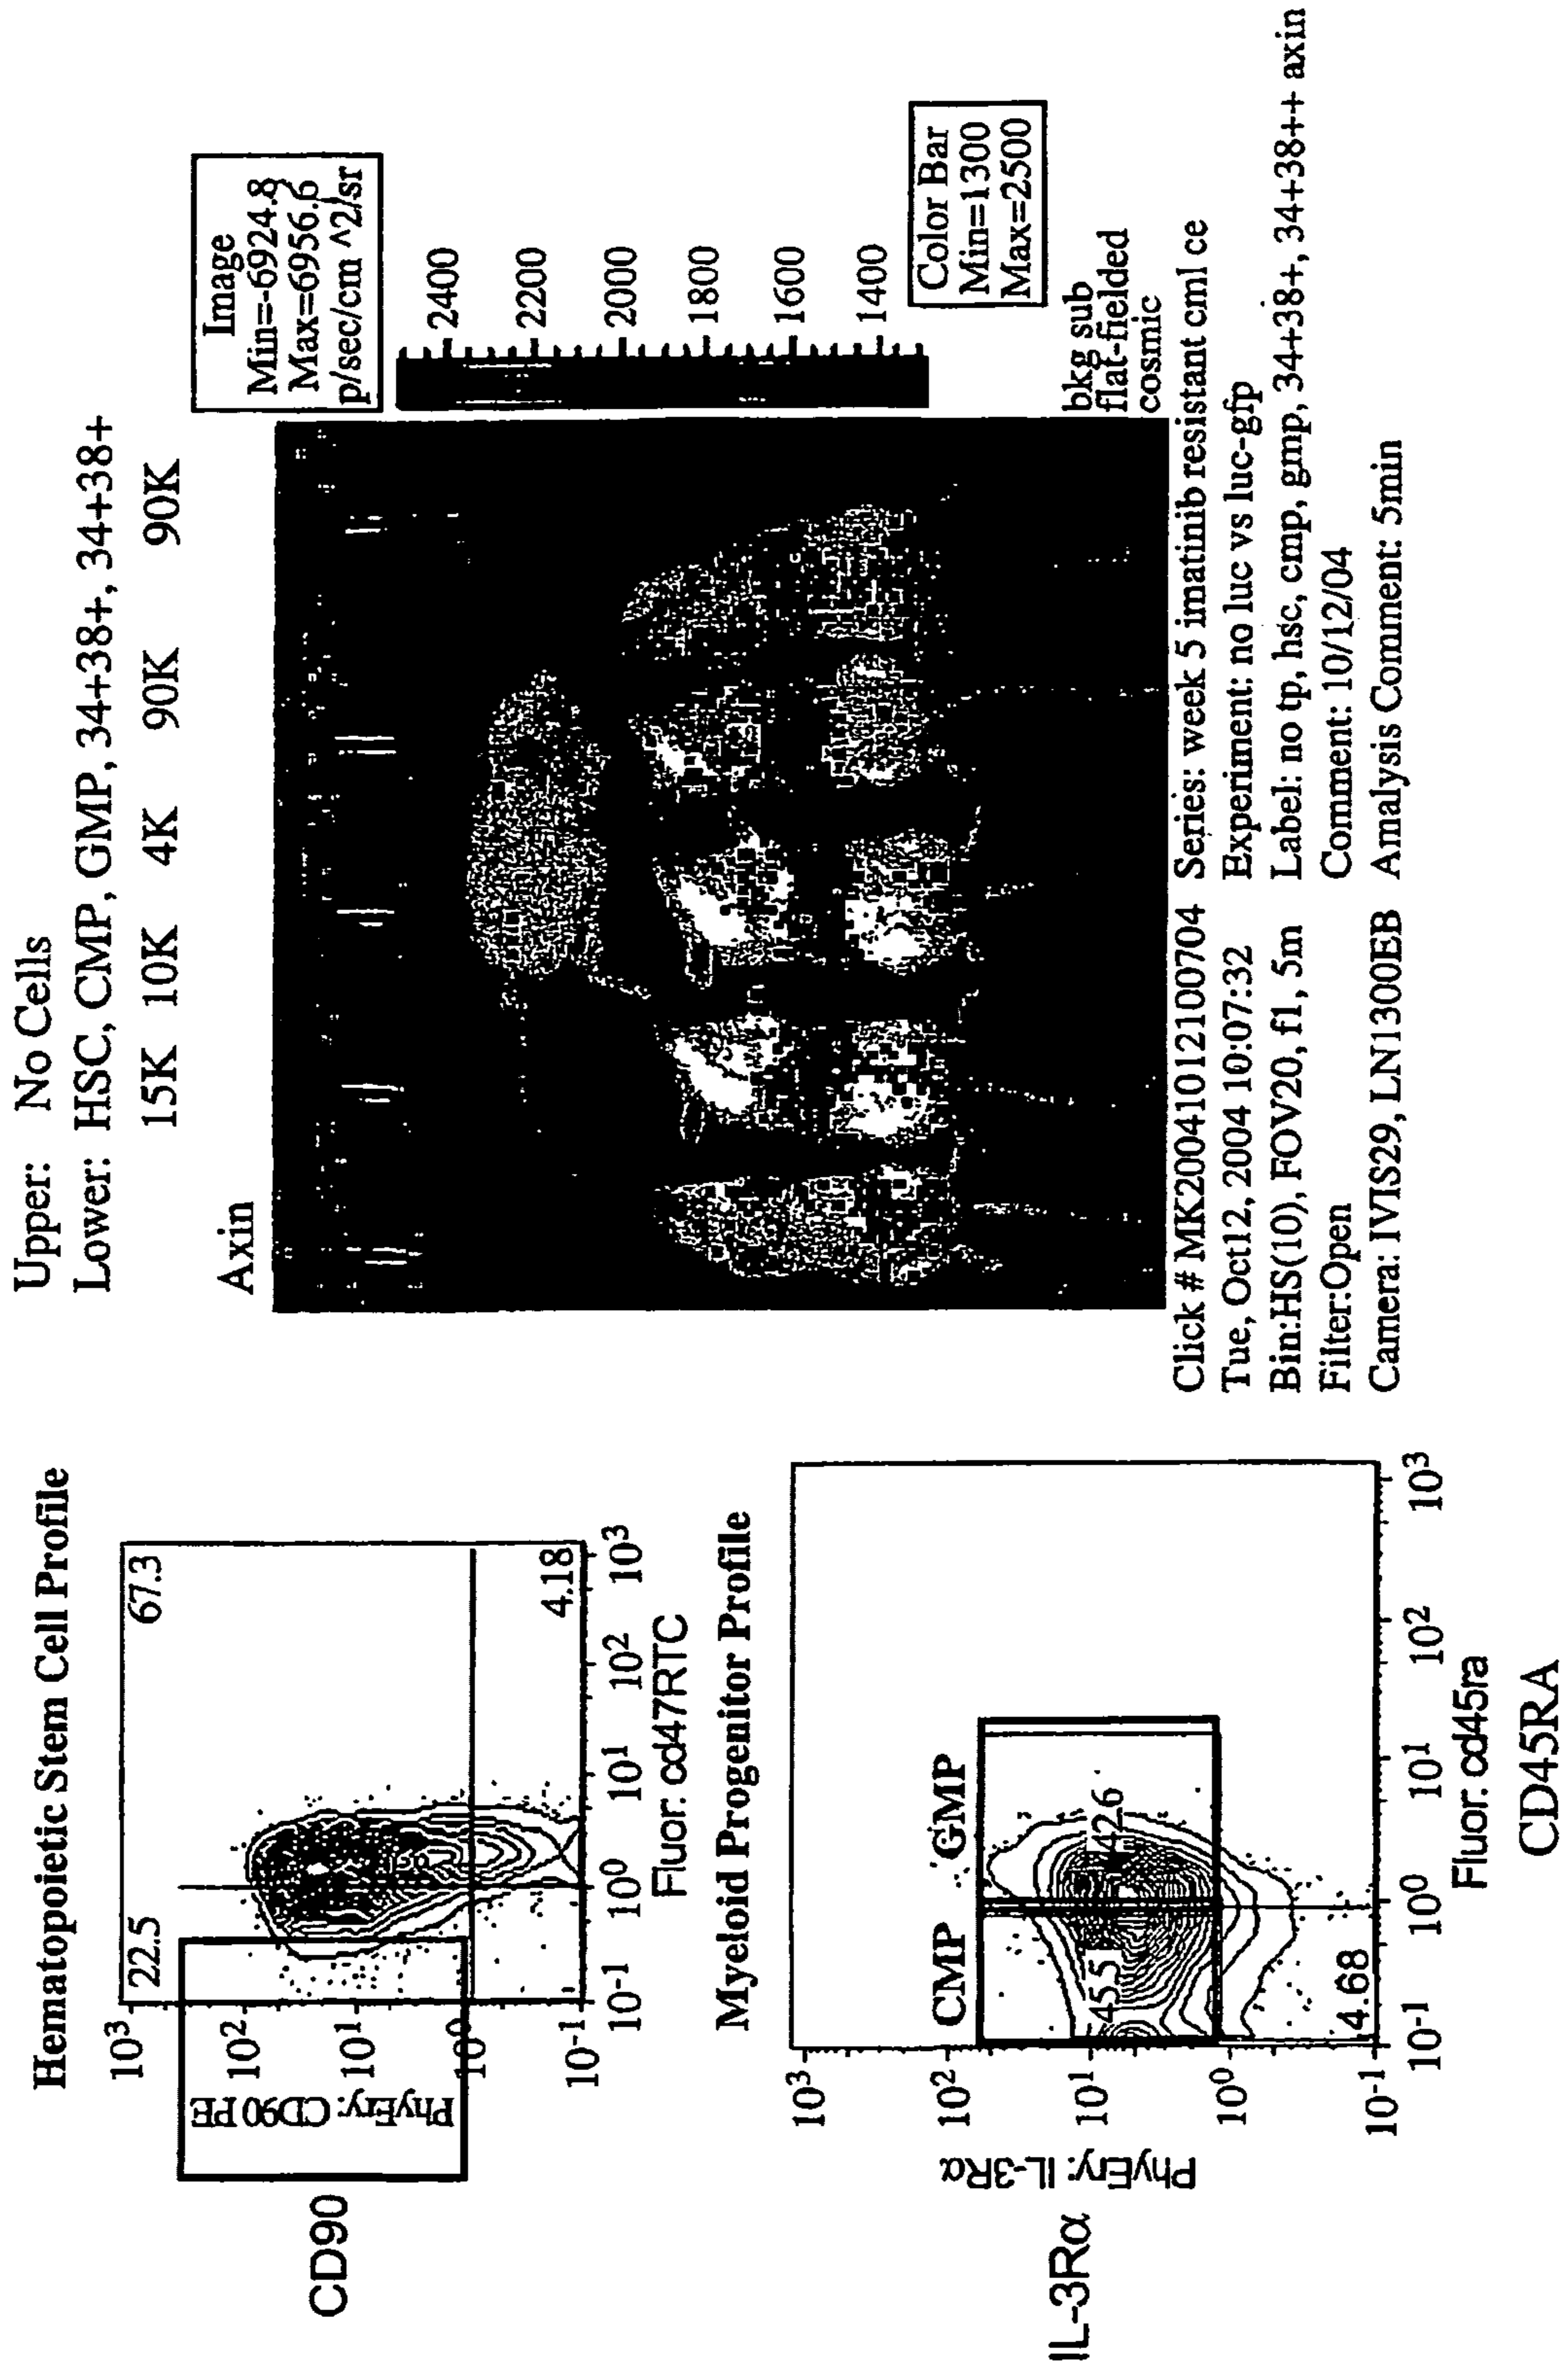 Hematopoietic Stem Cell Profile
CD90
PhyEry: CD90 PE
10³
10²
10¹
10⁰
10⁻¹
22.5
67.3
4.18
10⁻¹ 10⁰ 10¹ 10² 10³
Fluor: cd47RTC
Myeloid Progenitor Profile
IL-3Rα
PhyEry: IL-3Rα
10³
10²
10¹
10⁰
10⁻¹
CMP GMP
45.5
42.6
4.68
10⁻¹ 10⁰ 10¹ 10² 10³
Fluor: cd45ra
CD45RA
Upper: No Cells
Lower: HSC, CMP, GMP, 34+38+, 34+38+
15K 10K 4K 90K 90K
Axin
Image
Min=-6924.8
Max=6956.6
p/sec/cm ^2/sr
2400
2200
2000
1800
1600
1400
Color Bar
Min=1300
Max=2500
bkg sub
flat-fielded
cosmic
Click # MK20041012100704 Series: week 5 imatinib resistant cml ce
Tue, Oct12, 2004 10:07:32 Experiment: no luc vs luc-gfp
Bin:HS(10), FOV20, f1, 5m Label: no tp, hsc, cmp, gmp, 34+38+, 34+38++ axin
Filter:Open Comment: 10/12/04
Camera: IVIS29, LN1300EB Amalysis Comment: 5min